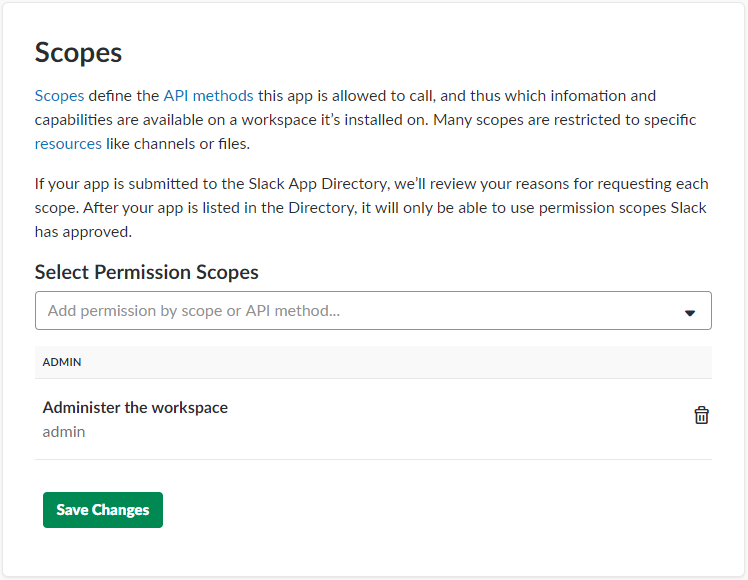 Scopes
Scopes define the API methods this app is allowed to call, and thus which infomation and
capabilities are available on a workspace it’s installed on. Many scopes are restricted to specific
resources like channels or files.
If your app is submitted to the Slack App Directory, we’ll review your reasons for requesting each
scope. After your app is listed in the Directory, it will only be able to use permission scopes Slack
has approved.
Select Permission Scopes
Add permission by scope or API method...
ADMIN
Administer the workspace
admin
Save Changes